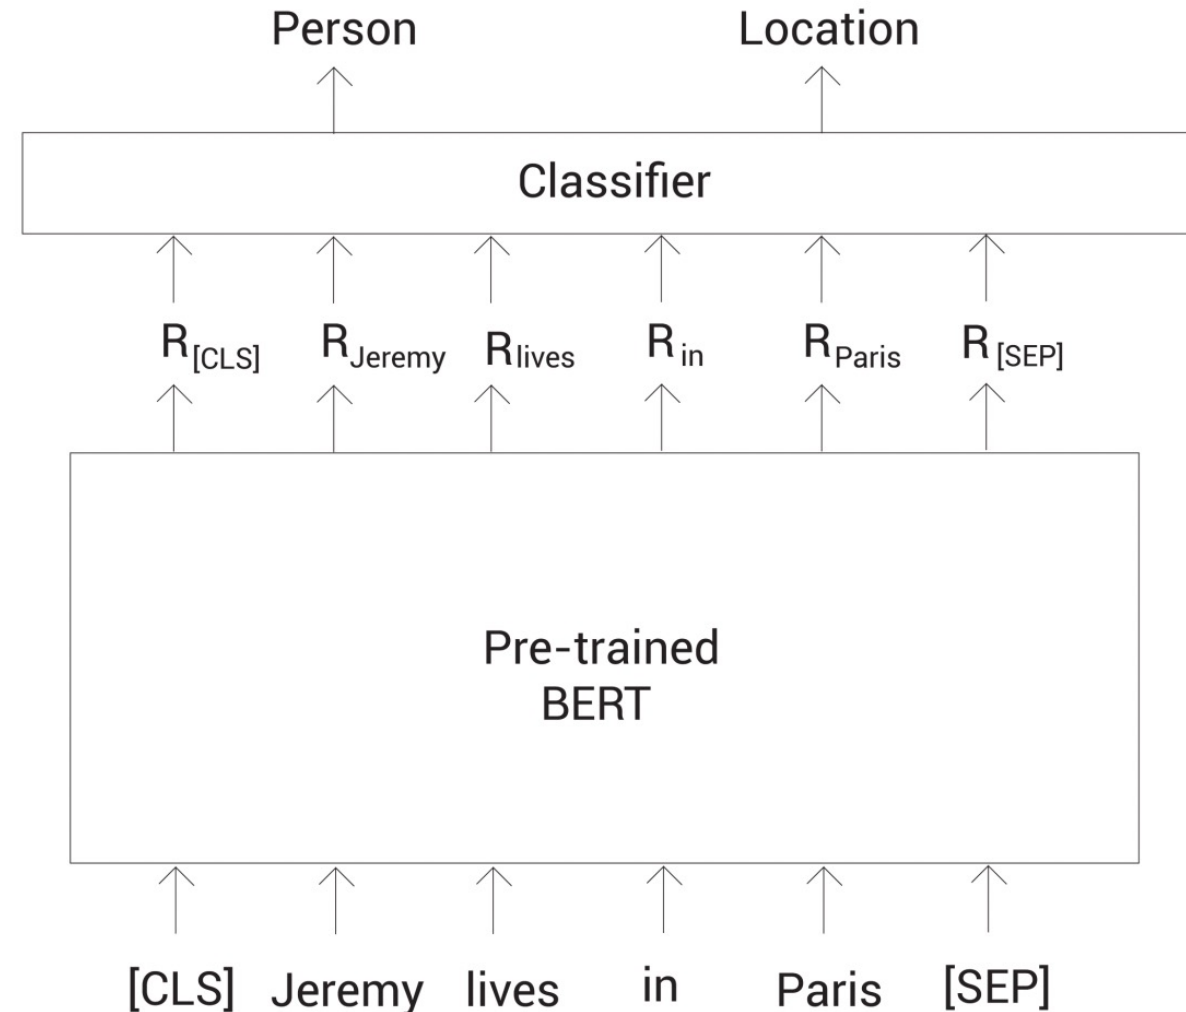 Person Location
Classifier
R[CLS] RJeremy Rlives Rin RParis R[SEP]
Pre-trained
BERT
[CLS] Jeremy lives in Paris [SEP]